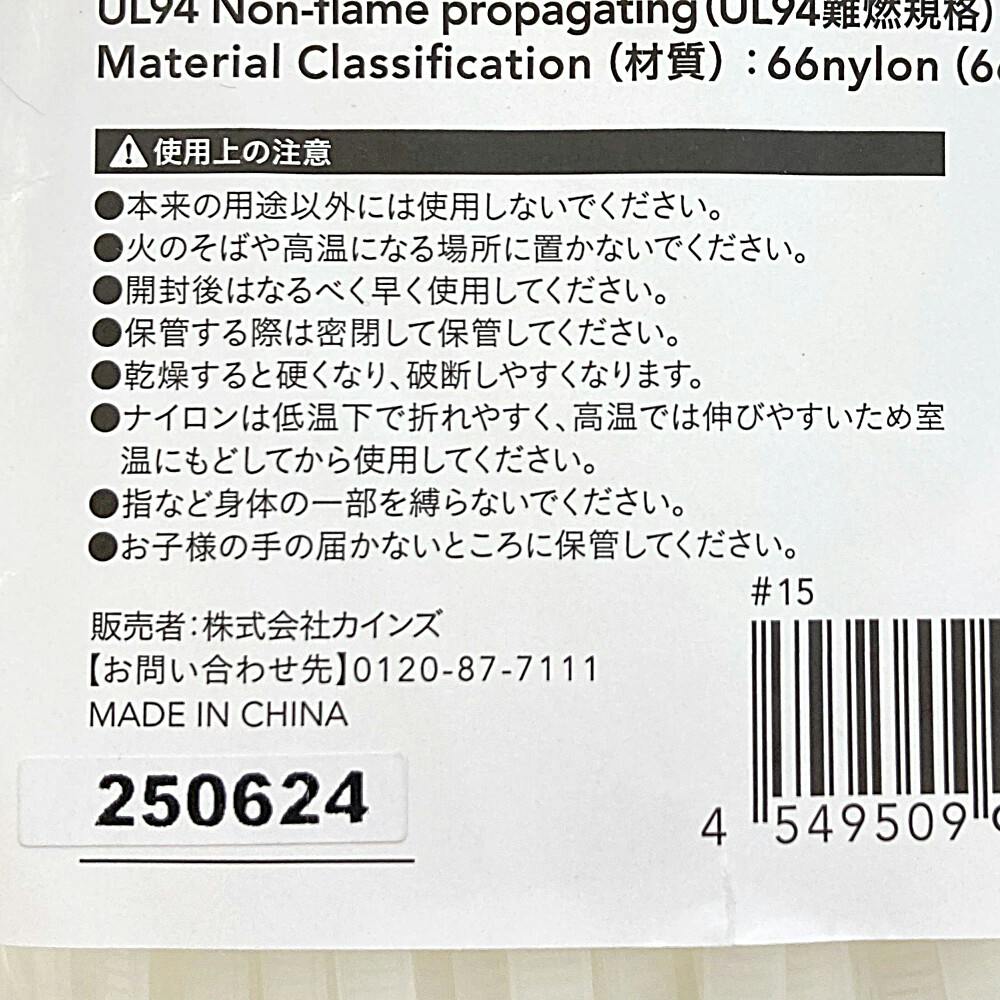 UL94 Non-flame propagating（UL94難燃規格）
Material Classification（材質）：66nylon（6
使用上の注意
●本来の用途以外には使用しないでください。
●火のそばや高温になる場所に置かないでください。
●開封後はなるべく早く使用してください。
●保管する際は密閉して保管してください。
●乾燥すると硬くなり、破断しやすくなります。
●ナイロンは低温下で折れやすく、高温では伸びやすいため室
温にもどしてから使用してください。
●指など身体の一部を縛らないでください。
●お子様の手の届かないところに保管してください。
#15
販売者：株式会社カインズ
【お問い合わせ先】0120-87-7111
MADE IN CHINA
250624
4 549509